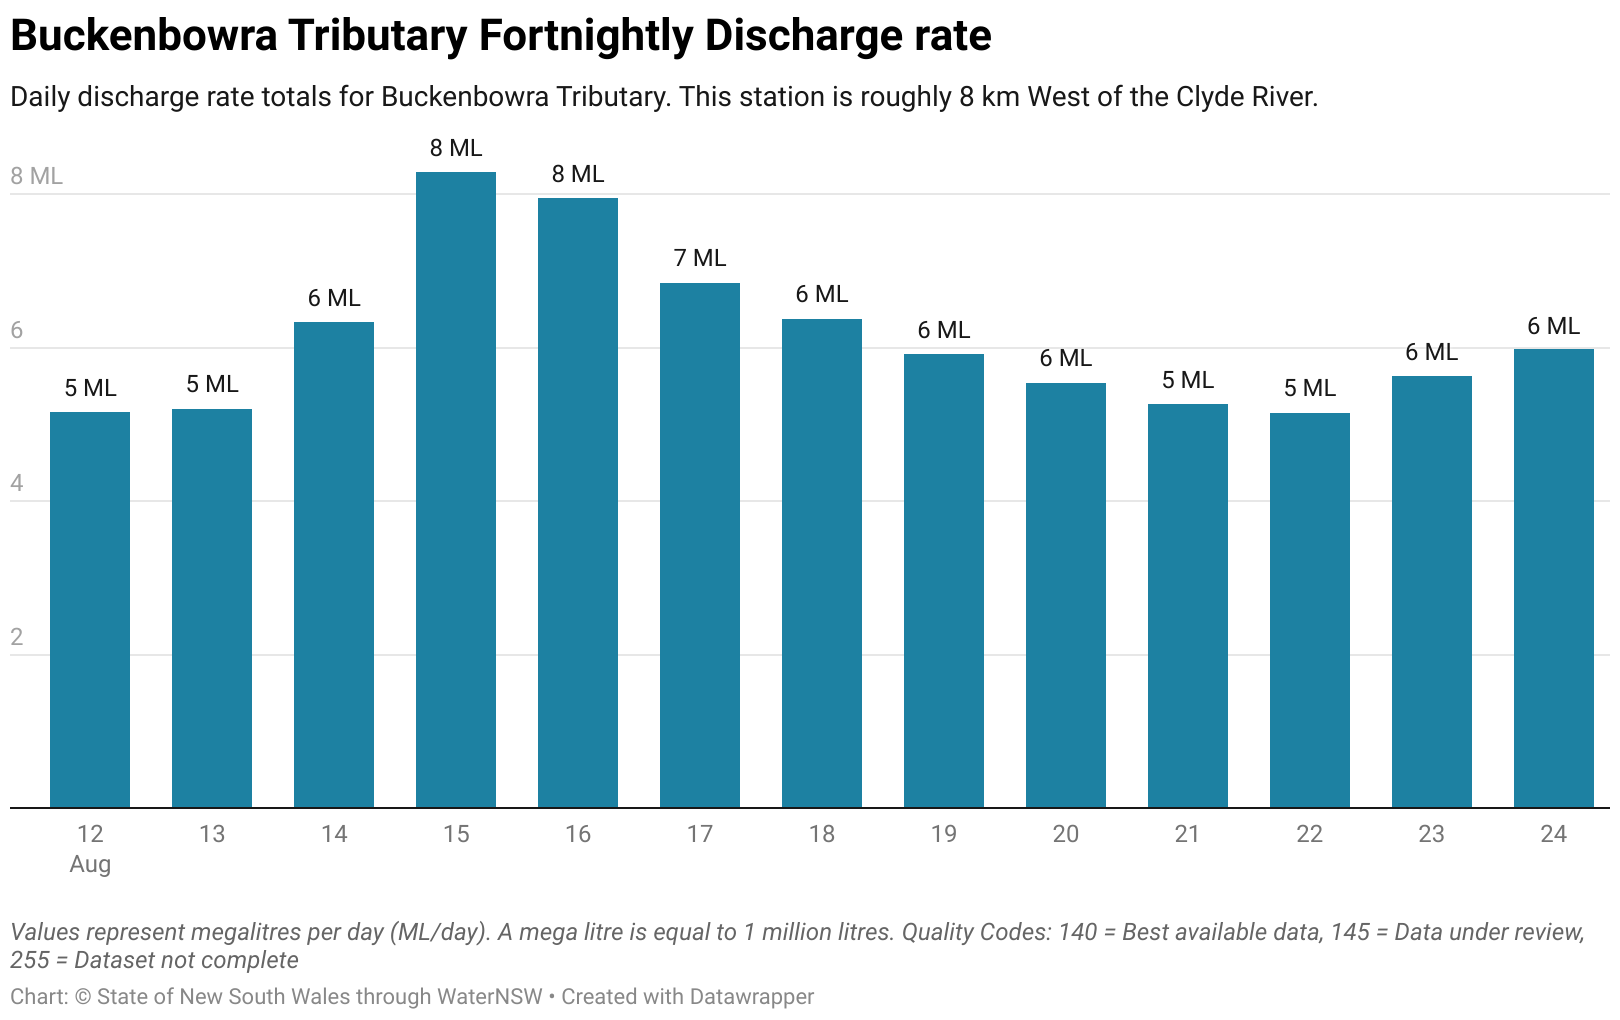 Buckenbowra Tributary Fortnightly Discharge rate
Daily discharge rate totals for Buckenbowra Tributary. This station is roughly 8 km West of the Clyde River.
8 ML
6
4
2
5 ML
5 ML
6 ML
8 ML
8 ML
7 ML
6 ML
6 ML
6 ML
5 ML
5 ML
6 ML
6 ML
12 13 14 15 16 17 18 19 20 21 22 23 24
Aug
Values represent megalitres per day (ML/day). A mega litre is equal to 1 million litres. Quality Codes: 140 = Best available data, 145 = Data under review,
255 = Dataset not complete
Chart: © State of New South Wales through WaterNSW • Created with Datawrapper